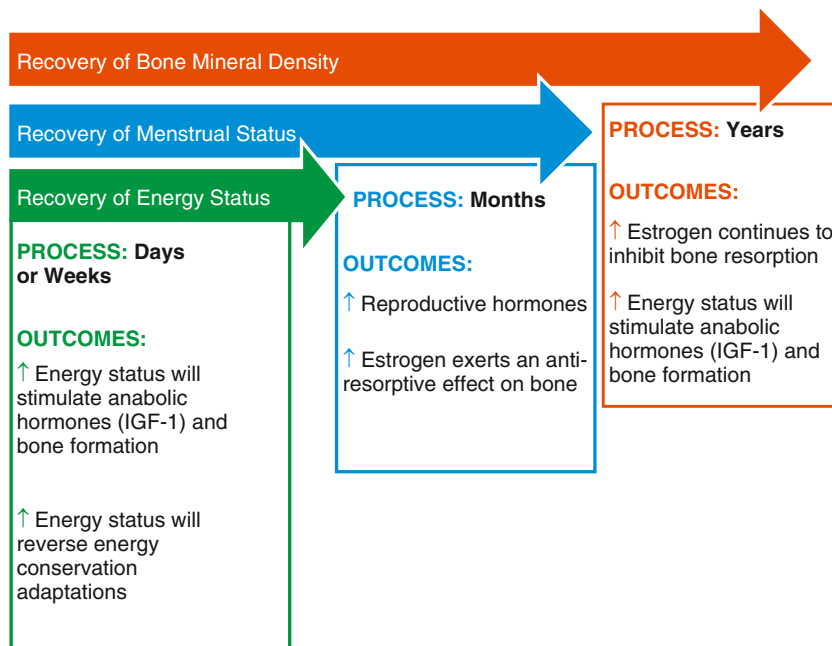 Recovery of Bone Mineral Density
Recovery of Menstrual Status
Recovery of Energy Status
PROCESS: Days
or Weeks
OUTCOMES:
↑ Energy status will
stimulate anabolic
hormones (IGF-1) and
bone formation
↑ Energy status will
reverse energy
conservation
adaptations
PROCESS: Months
OUTCOMES:
↑ Reproductive hormones
↑ Estrogen exerts an anti-
resorptive effect on bone
PROCESS: Years
OUTCOMES:
↑ Estrogen continues to
inhibit bone resorption
↑ Energy status will
stimulate anabolic
hormones (IGF-1) and
bone formation